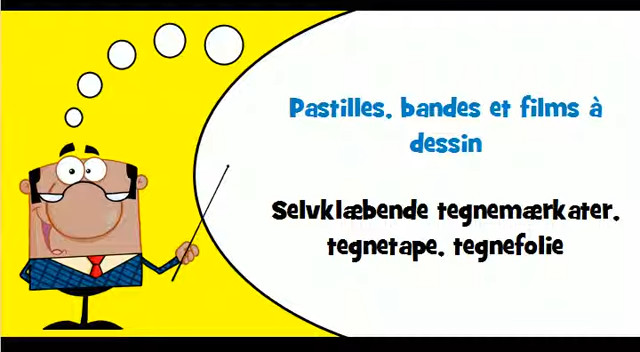 Pastilles, bandes et films à
dessin
Selvklæbende tegnemærkater,
tegnetape, tegnefolie